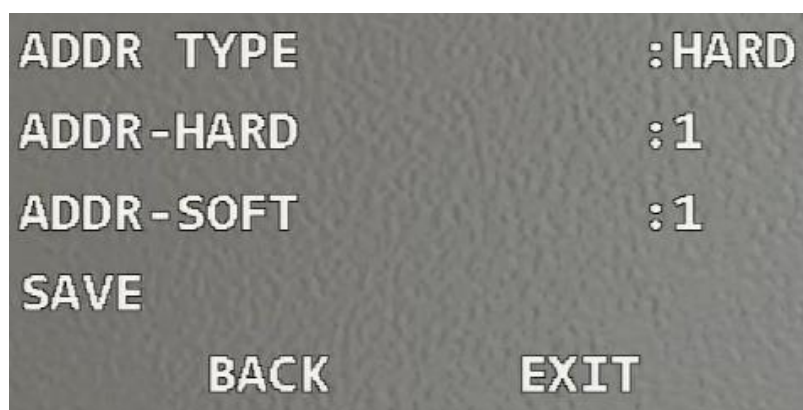 ADDR TYPE :HARD
ADDR-HARD :1
ADDR-SOFT :1
SAVE
BACK EXIT